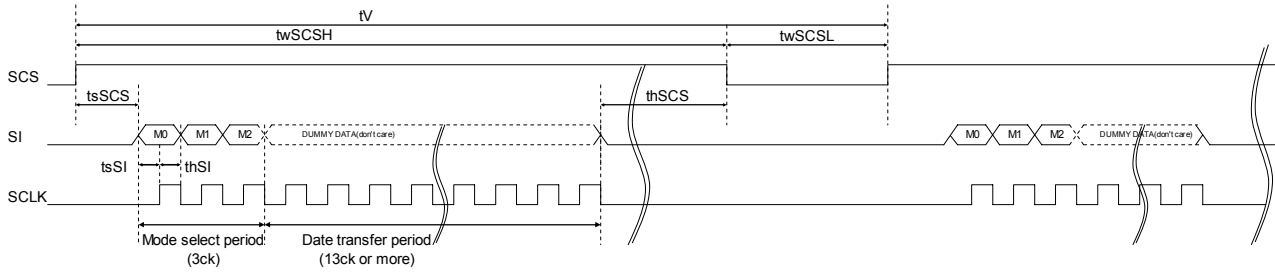 tV
twSCSH twSCSL
SCS
tsSCS thSCS
SI M0 M1 M2 DUMMY DATA(don't care) M0 M1 M2 DUMMY DATA(don't care)
tsSI thSI
SCLK
Mode select period Date transfer period
(3ck) (13ck or more)